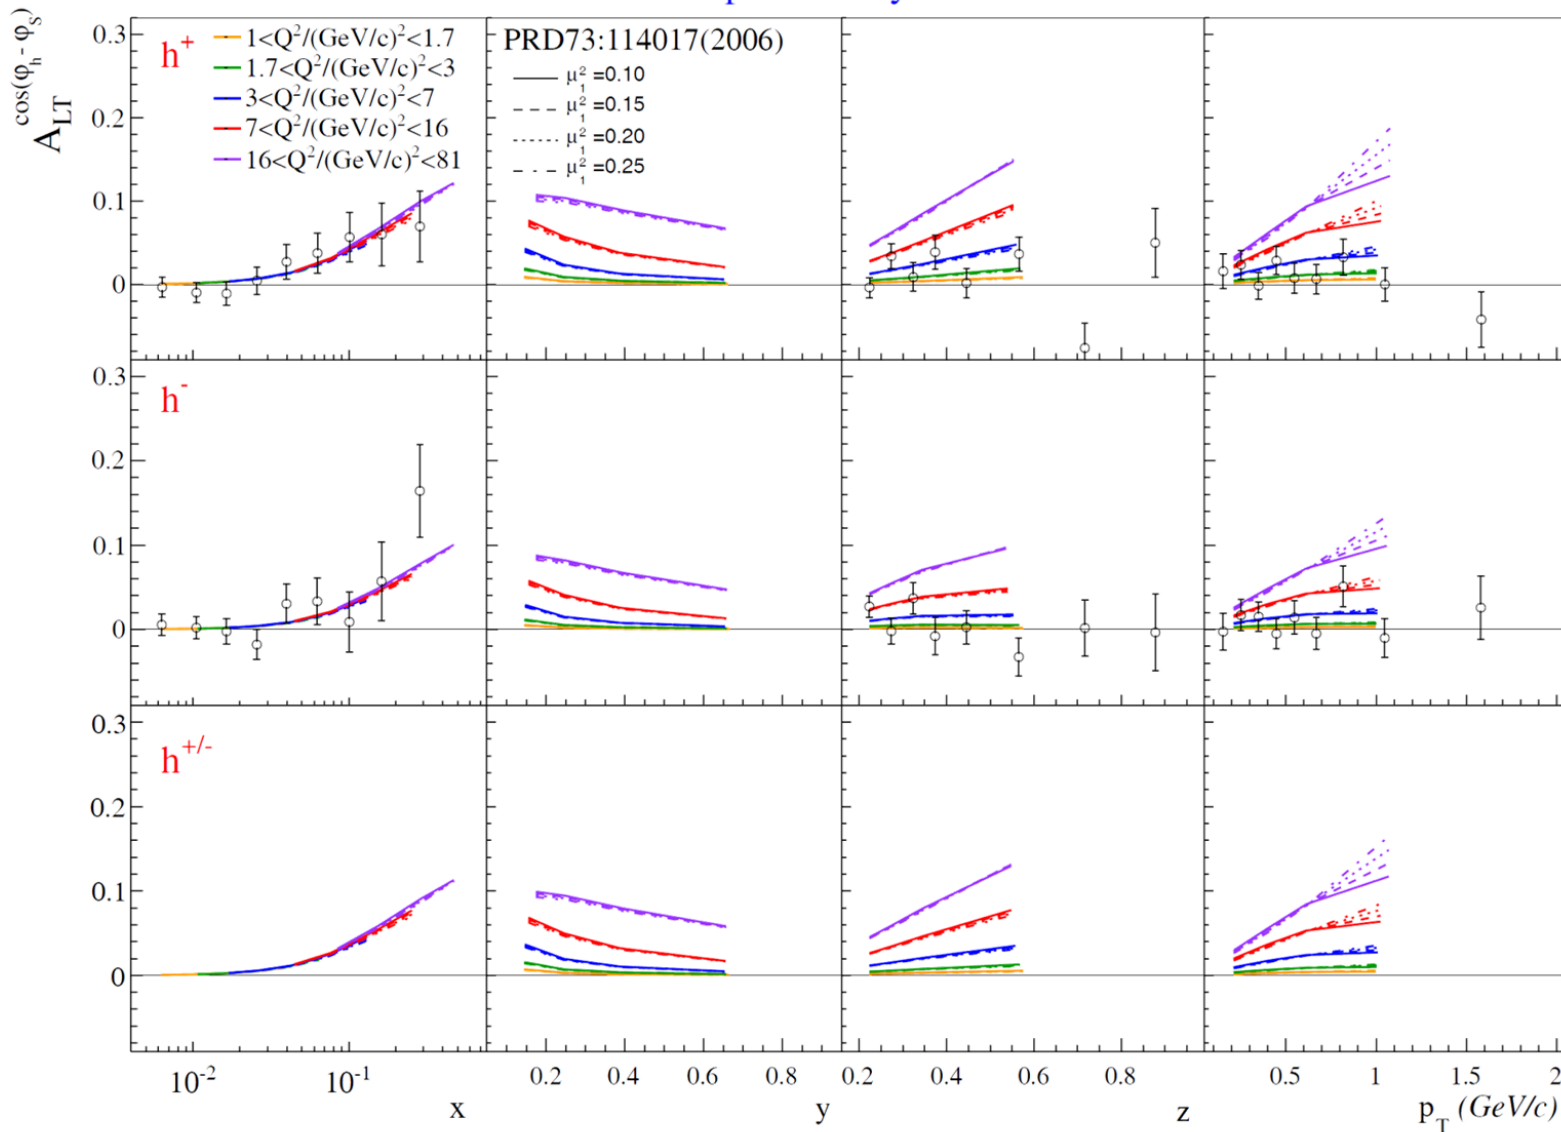 A_LT^cos(φ_h - φ_S)
h⁺
1<Q²/(GeV/c)²<1.7
1.7<Q²/(GeV/c)²<3
3<Q²/(GeV/c)²<7
7<Q²/(GeV/c)²<16
16<Q²/(GeV/c)²<81
PRD73:114017(2006)
μ₁²=0.10
μ₁²=0.15
μ₁²=0.20
μ₁²=0.25
0.3
0.2
0.1
0
h⁻
0.3
0.2
0.1
0
h⁺/⁻
0.3
0.2
0.1
0
10⁻² 10⁻¹
0.2 0.4 0.6 0.8
0.2 0.4 0.6 0.8
0.5 1 1.5 2
x
y
z
p_T (GeV/c)